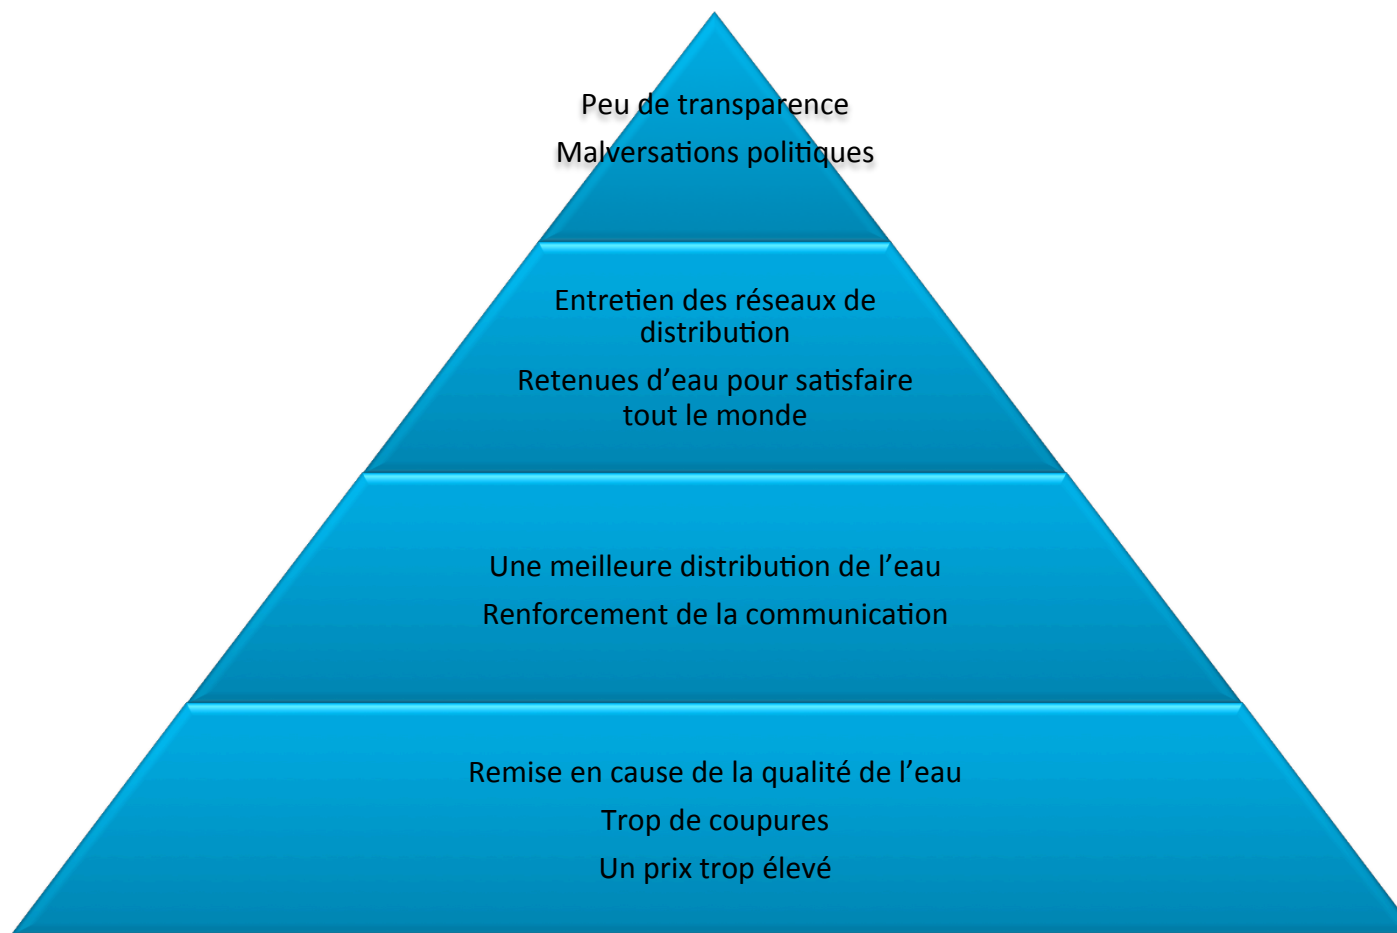 Peu de transparence
Malversations politiques
Entretien des réseaux de
distribution
Retenues d’eau pour satisfaire
tout le monde
Une meilleure distribution de l’eau
Renforcement de la communication
Remise en cause de la qualité de l’eau
Trop de coupures
Un prix trop élevé